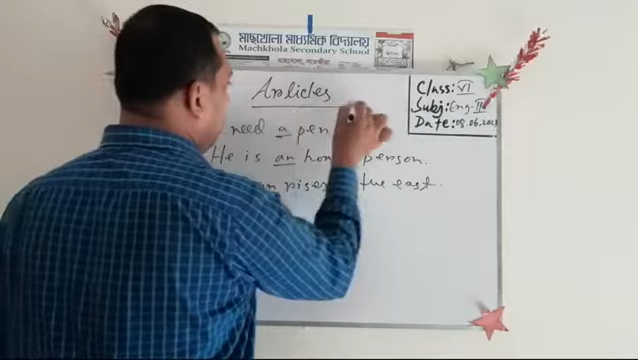 মাছখোলা মাধ্যমিক বিদ্যালয়
Machkhola Secondary School
Class: VI
Subj: Eng-II
Articles
need a pen
He is an person.
rises the east.